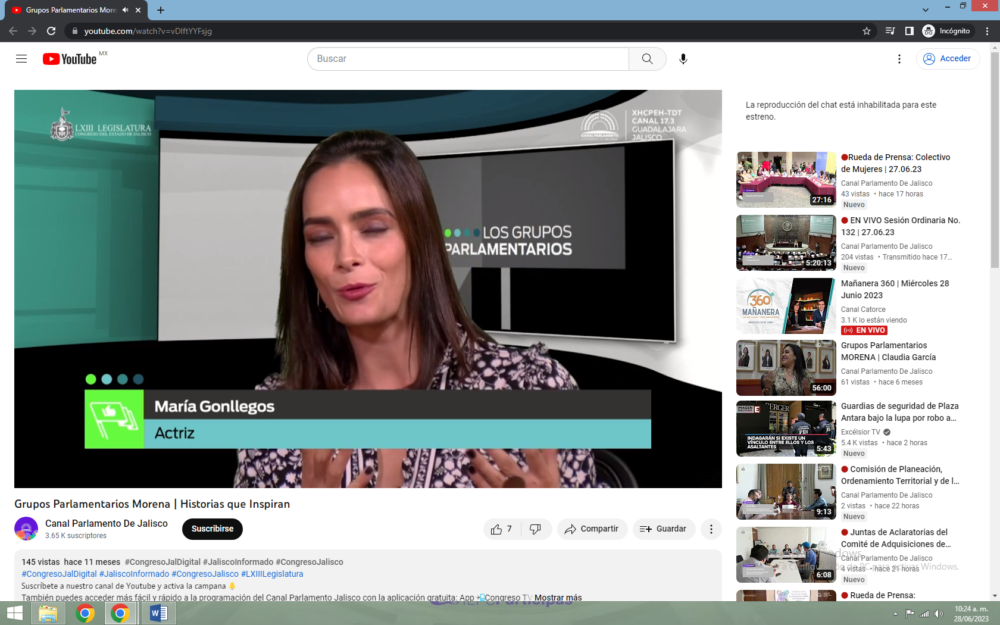 Grupos Parlamentarios More
youtube.com/watch?v=vDIftYYFsjg
Incógnito
YouTube MX
Buscar
Acceder
LXIII LEGISLATURA
CONGRESO DEL ESTADO DE JALISCO
CANAL PARLAMENTO
XHCPEH-TDT
CANAL 17.3
GUADALAJARA
JALISCO
LOS GRUPOS
PARLAMENTARIOS
María Gonllegos
Actriz
Grupos Parlamentarios Morena | Historias que Inspiran
Canal Parlamento De Jalisco
3.65 K suscriptores
Suscribirse
7
Compartir
Guardar
145 vistas hace 11 meses #CongresoJalDigital #JaliscoInformado #CongresoJalisco
#CongresoJalDigital #JaliscoInformado #CongresoJalisco #LXIIILegislatura
Suscríbete a nuestro canal de Youtube y activa la campana 🔔
También puedes acceder más fácil y rápido a la programación del Canal Parlamento Jalisco con la aplicación gratuita: App 📲Congreso TV Mostrar más
La reproducción del chat está inhabilitada para este
estreno.
27:16
Rueda de Prensa: Colectivo
de Mujeres | 27.06.23
Canal Parlamento De Jalisco
43 vistas • hace 17 horas
Nuevo
5:20:13
EN VIVO Sesión Ordinaria No.
132 | 27.06.23
Canal Parlamento De Jalisco
204 vistas • Transmitido hace 17...
Nuevo
360
MAÑANERA
Mañanera 360 | Miércoles 28
Junio 2023
Canal Catorce
3.1 K lo están viendo
EN VIVO
56:00
Grupos Parlamentarios
MORENA | Claudia García
Canal Parlamento De Jalisco
61 vistas • hace 6 meses
IMAGEN
BERGER
PDI
INDAGARÁN SI EXISTE UN
VÍNCULO ENTRE ELLOS Y LOS
ASALTANTES
5:43
Guardias de seguridad de Plaza
Antara bajo la lupa por robo a...
Excélsior TV
5.4 K vistas • hace 2 horas
Nuevo
9:13
Comisión de Planeación,
Ordenamiento Territorial y de l...
Canal Parlamento De Jalisco
2 vistas • hace 22 horas
Nuevo
6:08
Juntas de Aclaratorias del
Comité de Adquisiciones de...
Canal Parlamento De Jalisco
4 vistas • hace 21 horas
Nuevo
a Configuración de PC para activar Windows.
Rueda de Prensa:
Participas
10:24 a. m.
28/06/2023